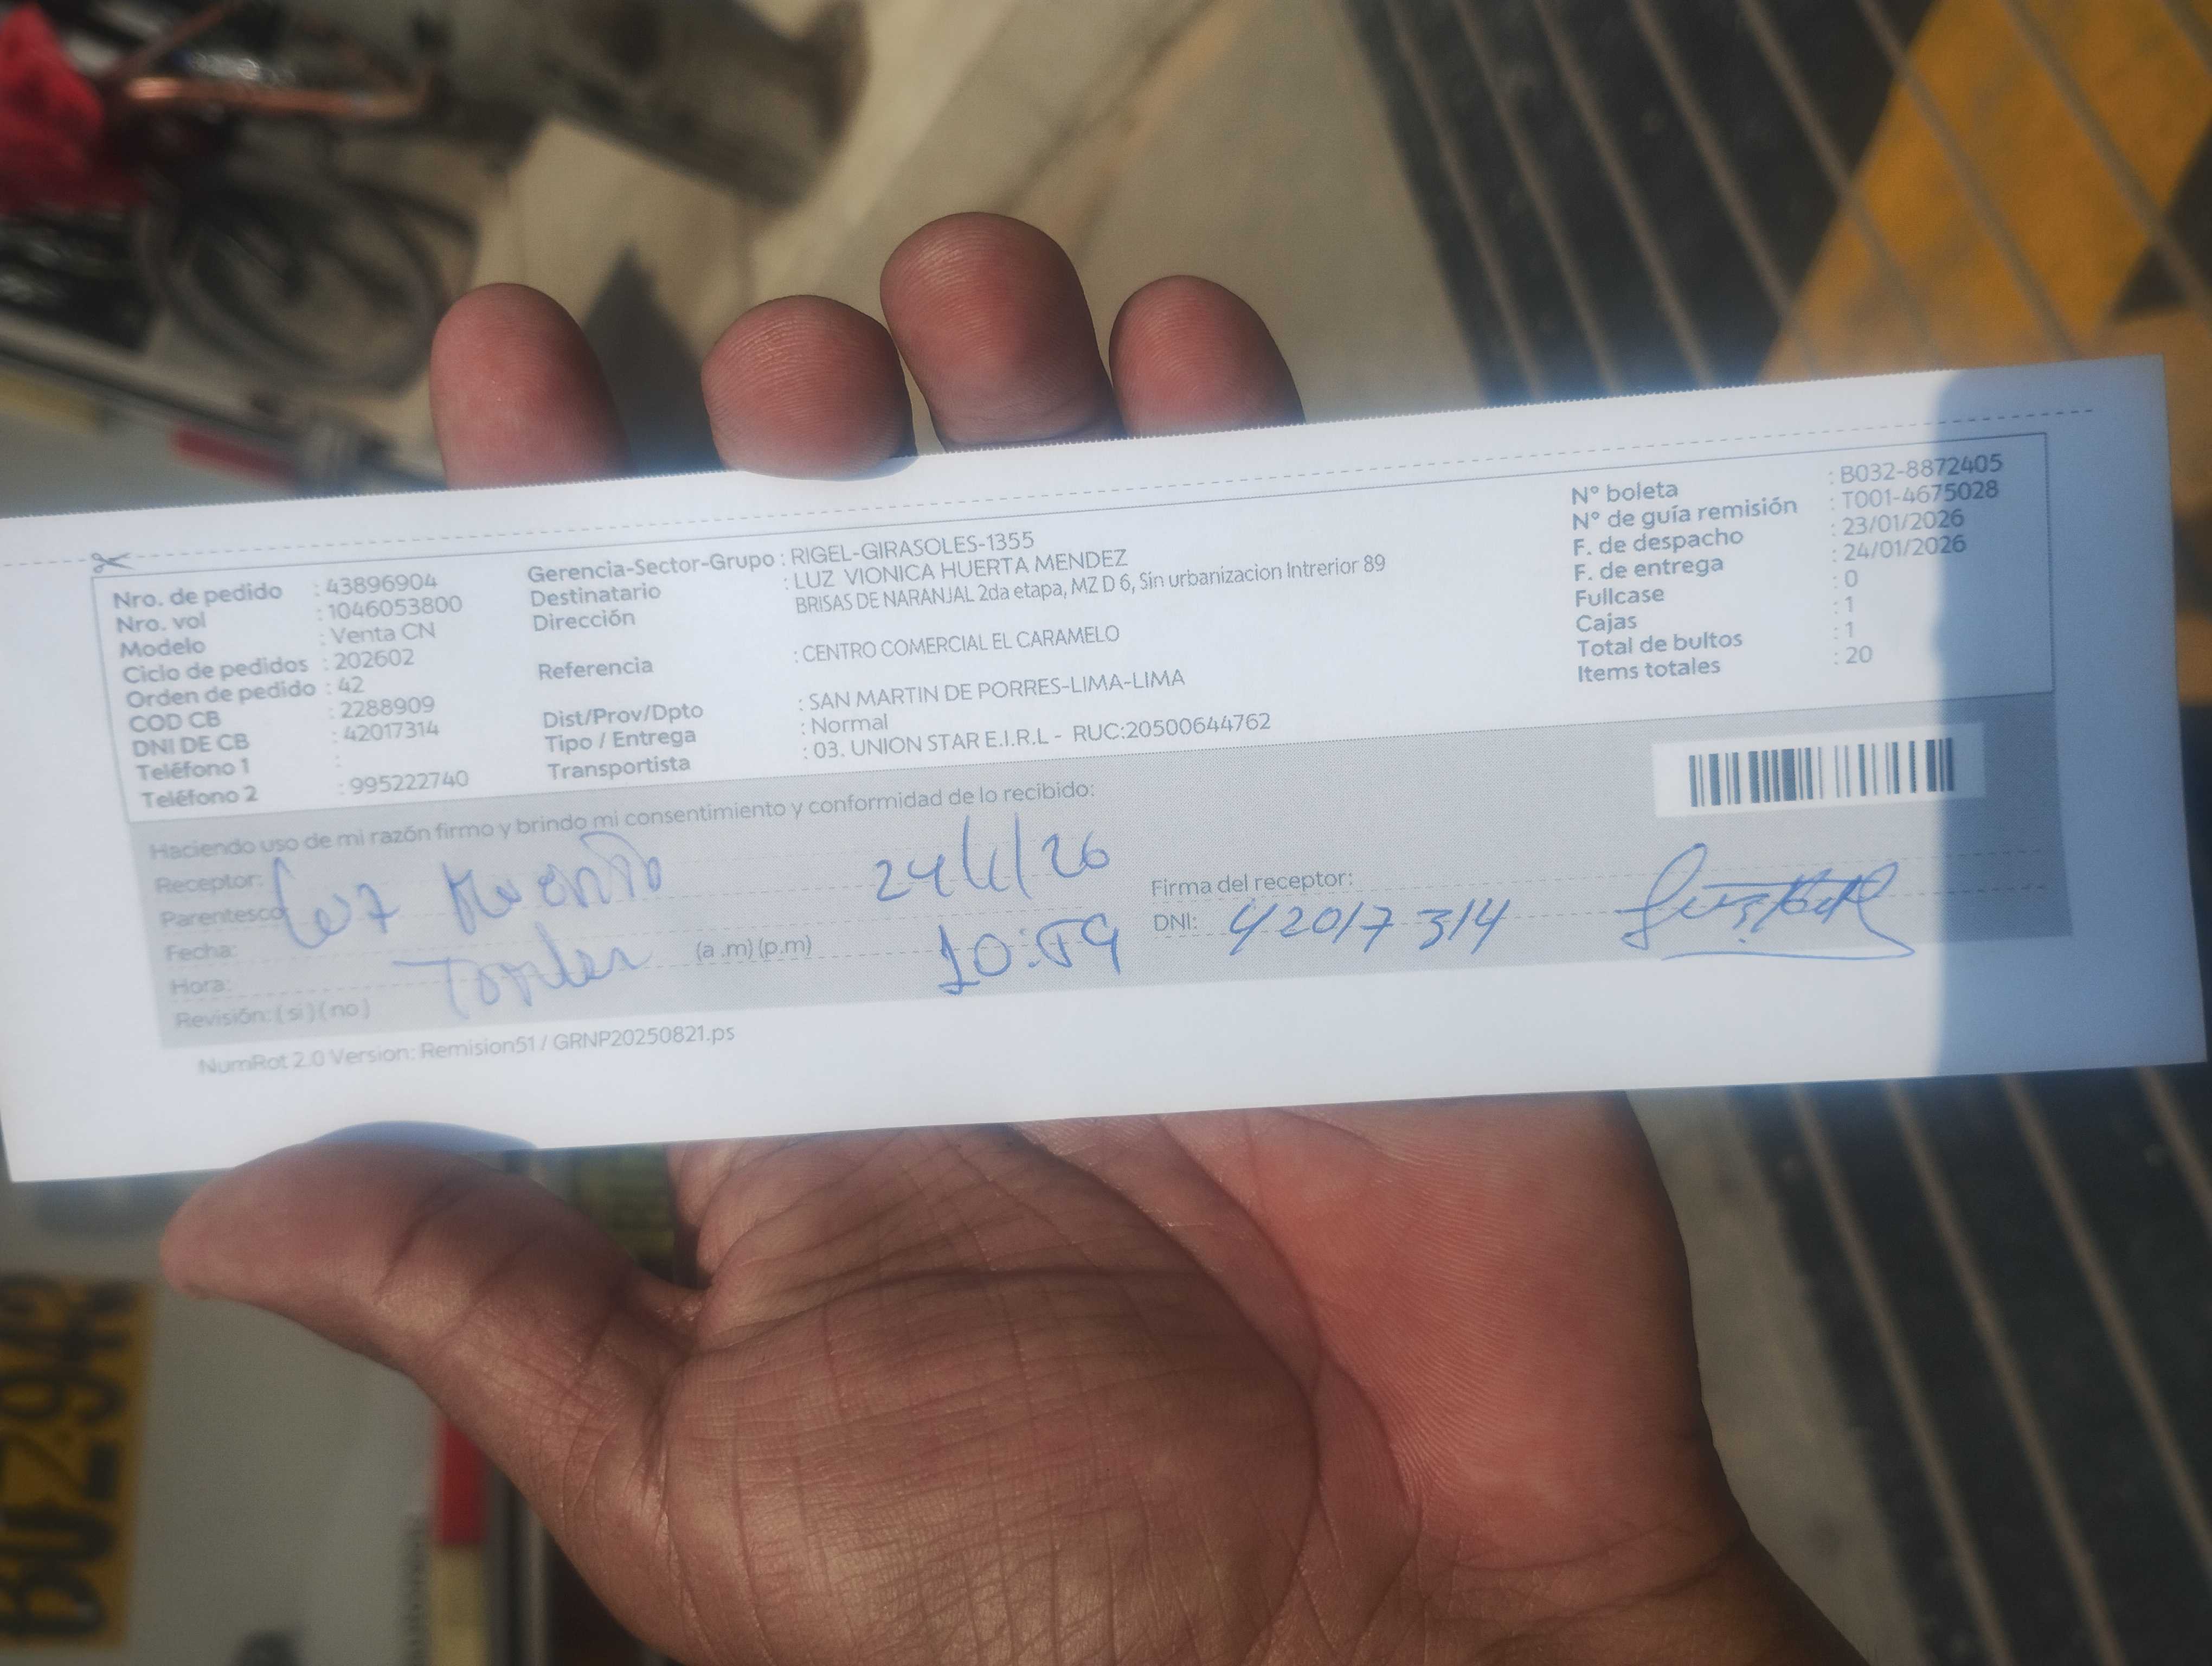 Nro. de pedido : 43896904
Nro. vol : 1046053800
Modelo : Venta CN
Ciclo de pedidos : 202602
Orden de pedido : 42
COD CB : 2288909
DNI DE CB : 42017314
Teléfono 1 :
Teléfono 2 : 995222740
Gerencia-Sector-Grupo : RIGEL-GIRASOLES-1355
Destinatario : LUZ VIONICA HUERTA MENDEZ
Dirección BRISAS DE NARANJAL 2da etapa, MZ D 6, Sin urbanizacion Intrerior 89
Referencia : CENTRO COMERCIAL EL CARAMELO
Dist/Prov/Dpto : SAN MARTIN DE PORRES-LIMA-LIMA
Tipo / Entrega : Normal
Transportista : 03. UNION STAR E.I.R.L - RUC:20500644762
N° boleta : B032-8872405
N° de guía remisión : T001-4675028
F. de despacho : 23/01/2026
F. de entrega : 24/01/2026
Fullcase : 0
Cajas : 1
Total de bultos : 1
Items totales : 20
Haciendo uso de mi razón firmo y brindo mi consentimiento y conformidad de lo recibido:
Receptor:
Parentesco
Fecha: 24/1/26
Hora: (a .m) (p.m) 10:59
Revisión: ( si ) ( no )
Firma del receptor:
DNI: 42017314
NumRot 2.0 Version: Remision51 / GRNP20250821.ps